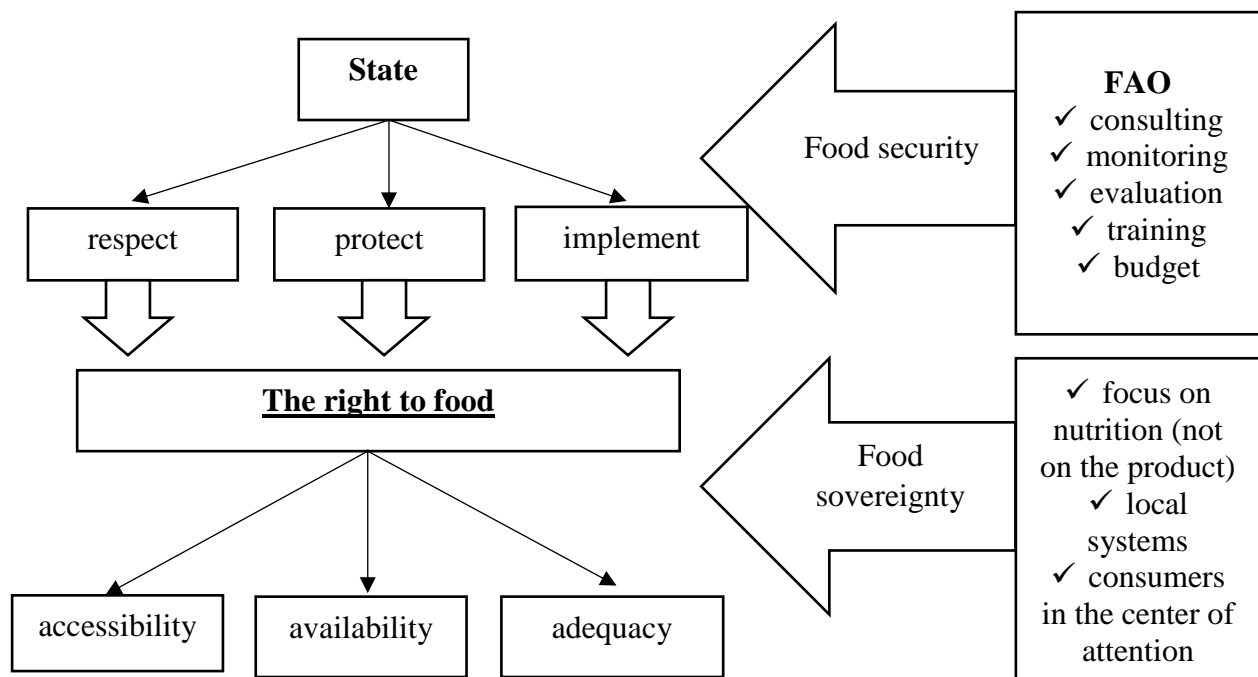 State
respect
protect
implement
The right to food
accessibility
availability
adequacy
Food security
FAO
✓ consulting
✓ monitoring
✓ evaluation
✓ training
✓ budget
Food
sovereignty
✓ focus on
nutrition (not
on the product)
✓ local
systems
✓ consumers
in the center of
attention